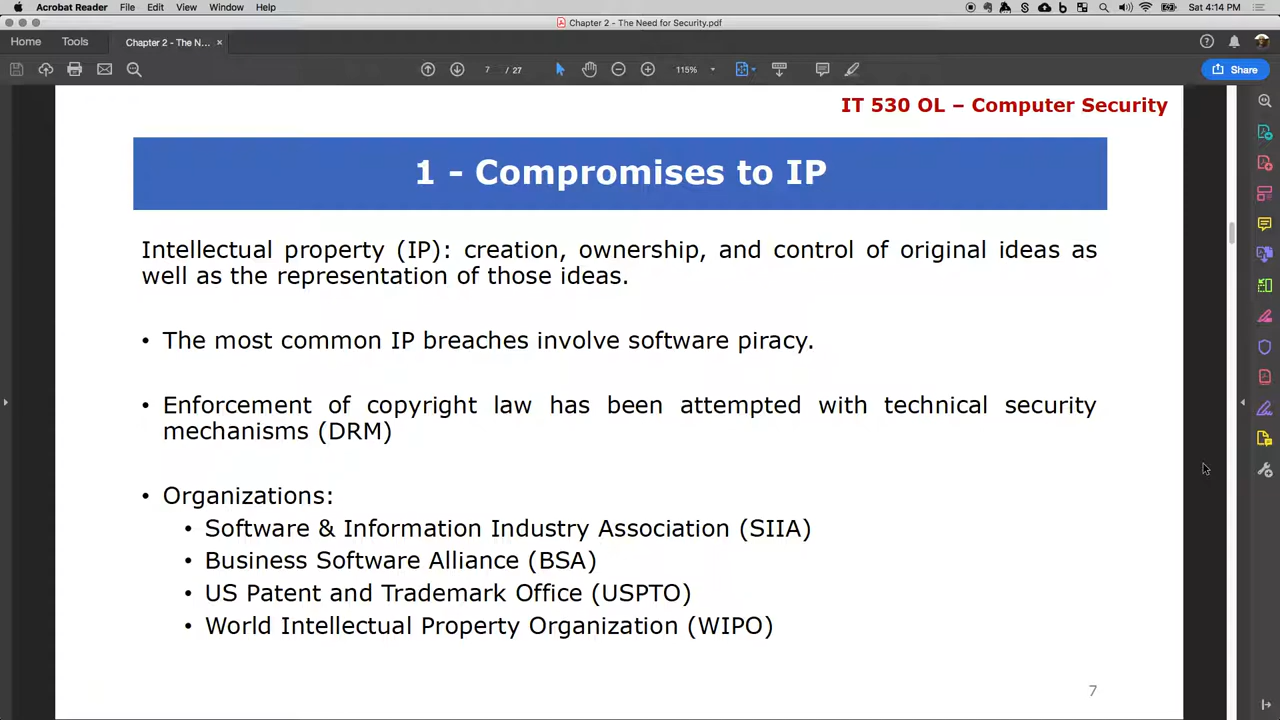 Acrobat Reader File Edit View Window Help Sat 4:14 PM
Chapter 2 - The Need for Security.pdf
Home Tools Chapter 2 - The N... ×
7 / 27 115% Share
IT 530 OL – Computer Security
1 - Compromises to IP
Intellectual property (IP): creation, ownership, and control of original ideas as
well as the representation of those ideas.
• The most common IP breaches involve software piracy.
• Enforcement of copyright law has been attempted with technical security
mechanisms (DRM)
• Organizations:
• Software & Information Industry Association (SIIA)
• Business Software Alliance (BSA)
• US Patent and Trademark Office (USPTO)
• World Intellectual Property Organization (WIPO)
7